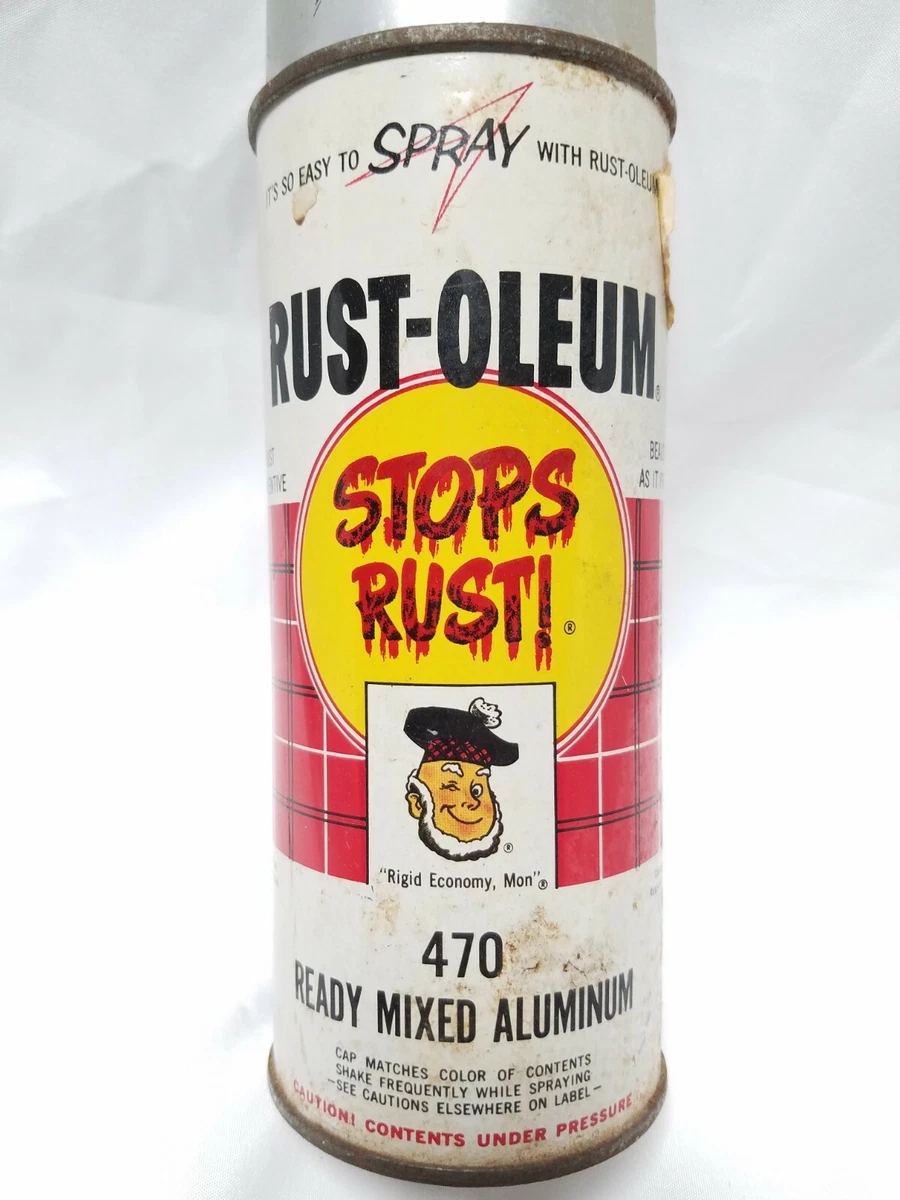 IT'S SO EASY TO SPRAY WITH RUST-OLEUM
RUST-OLEUM®
STOPS
RUST!®
®
"Rigid Economy, Mon"®
470
READY MIXED ALUMINUM
CAP MATCHES COLOR OF CONTENTS
SHAKE FREQUENTLY WHILE SPRAYING
—SEE CAUTIONS ELSEWHERE ON LABEL—
CAUTION! CONTENTS UNDER PRESSURE